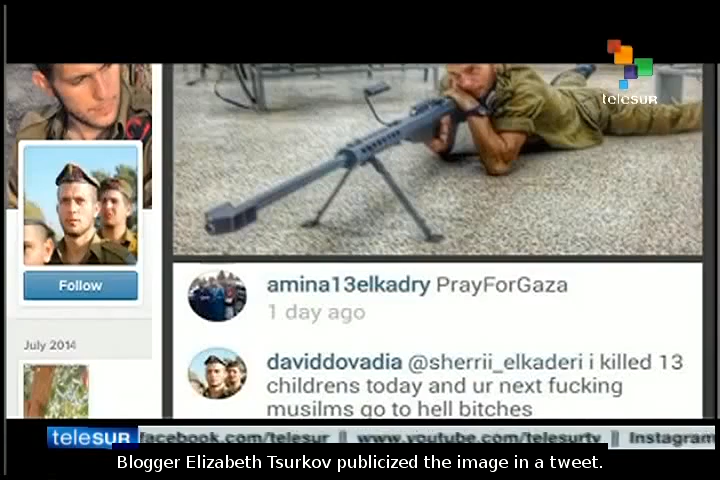 teleSUR
Follow
July 2014
amina13elkadry PrayForGaza
1 day ago
daviddovadia @sherrii_elkaderi i killed 13
childrens today and ur next fucking
musilms go to hell bitches
teleSUR facebook.com/telesur || www.youtube.com/telesurtv || Instagram
Blogger Elizabeth Tsurkov publicized the image in a tweet.